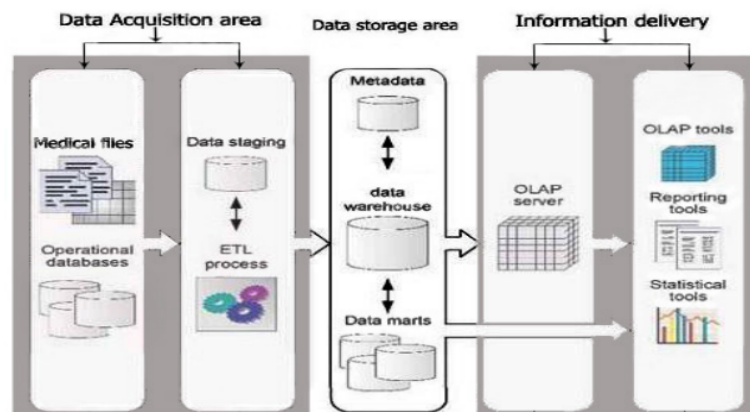 Data Acquisition area
Data storage area
Information delivery
Medical files
Operational
databases
Data staging
ETL
process
Metadata
data
warehouse
Data marts
OLAP
server
OLAP tools
Reporting
tools
Statistical
tools